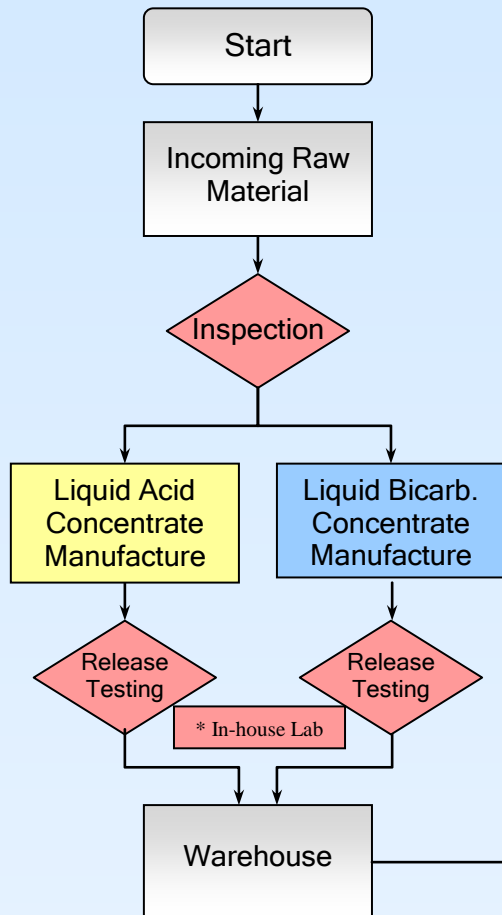 Start
Incoming Raw
Material
Inspection
Liquid Acid
Concentrate
Manufacture
Liquid Bicarb.
Concentrate
Manufacture
Release
Testing
Release
Testing
* In-house Lab
Warehouse